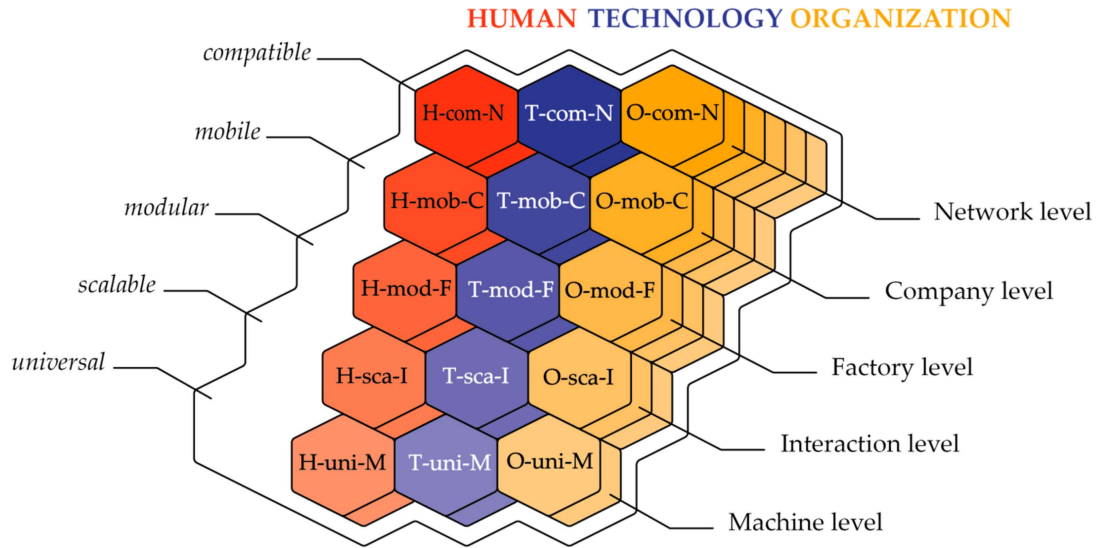 HUMAN TECHNOLOGY ORGANIZATION
compatible
H-com-N T-com-N O-com-N
mobile
H-mob-C T-mob-C O-mob-C
modular
Network level
H-mod-F T-mod-F O-mod-F
scalable
Company level
universal
H-sca-I T-sca-I O-sca-I
Factory level
Interaction level
H-uni-M T-uni-M O-uni-M
Machine level